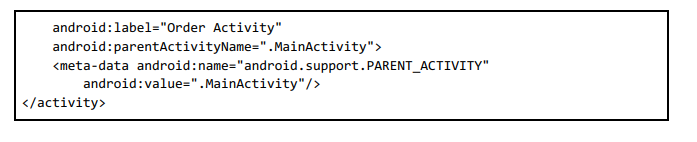 android:label="Order Activity"
android:parentActivityName=".MainActivity">
<meta-data android:name="android.support.PARENT_ACTIVITY"
android:value=".MainActivity"/>
</activity>